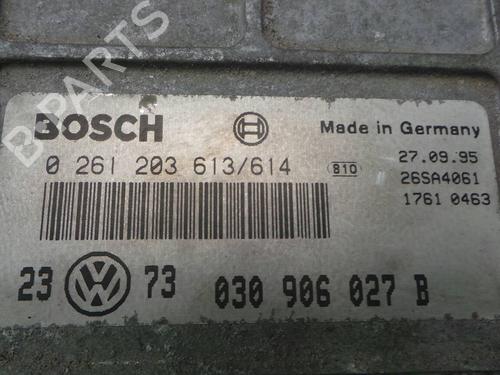 B-PARTS
BOSCH
Made in Germany
0 261 203 613/614
810
27.09.95
26SA4061
1761 0463
23 VW 73
030 906 027 B